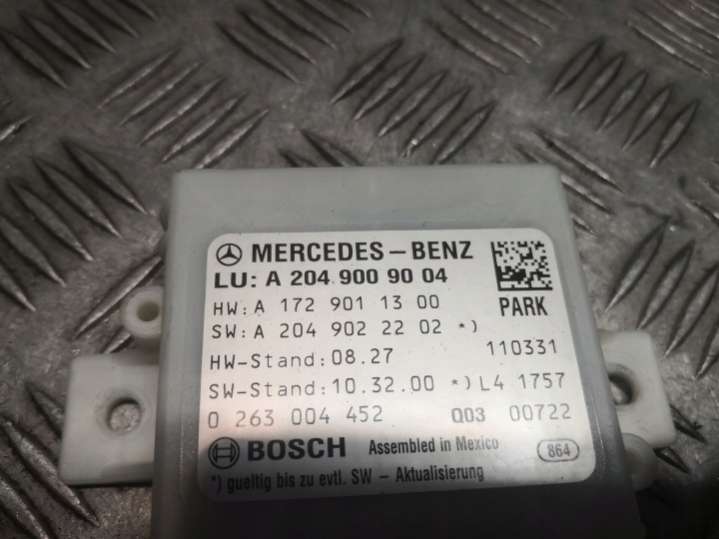 MERCEDES-BENZ
LU: A 204 900 90 04
HW: A 172 901 13 00
PARK
SW: A 204 902 22 02 *)
HW-Stand: 08.27 110331
SW-Stand: 10.32.00 *) L4 1757
0 263 004 452 Q03 00722
BOSCH Assembled in Mexico 864
*) gueltig bis zu evtl. SW - Aktualisierung